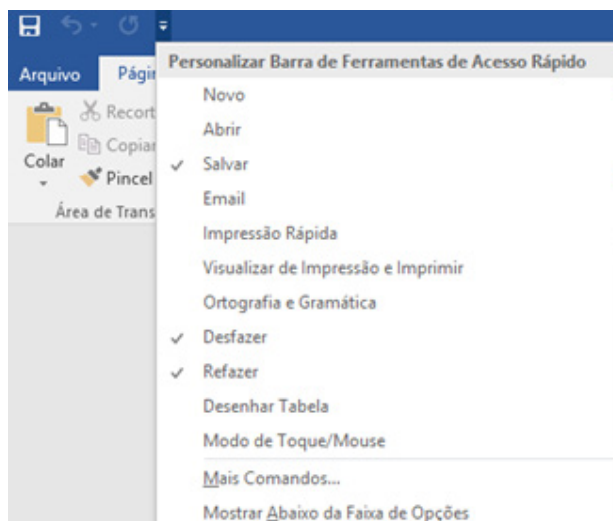 Arquivo
Personalizar Barra de Ferramentas de Acesso Rápido
Novo
Abrir
Salvar
Email
Impressão Rápida
Visualizar de Impressão e Imprimir
Ortografia e Gramática
Desfazer
Refazer
Desenhar Tabela
Modo de Toque/Mouse
Mais Comandos...
Mostrar Abaixo da Faixa de Opções
Págin
Recort
Copiar
Colar
Pincel
Área de Trans